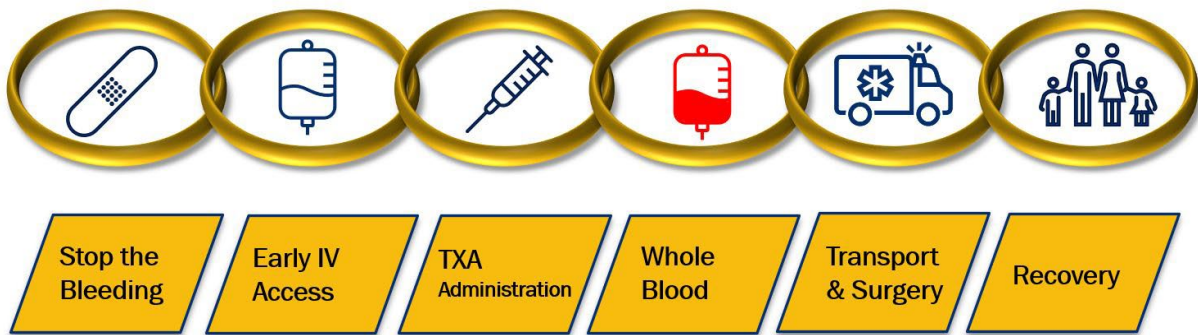 Stop the
Bleeding
Early IV
Access
TXA
Administration
Whole
Blood
Transport
& Surgery
Recovery